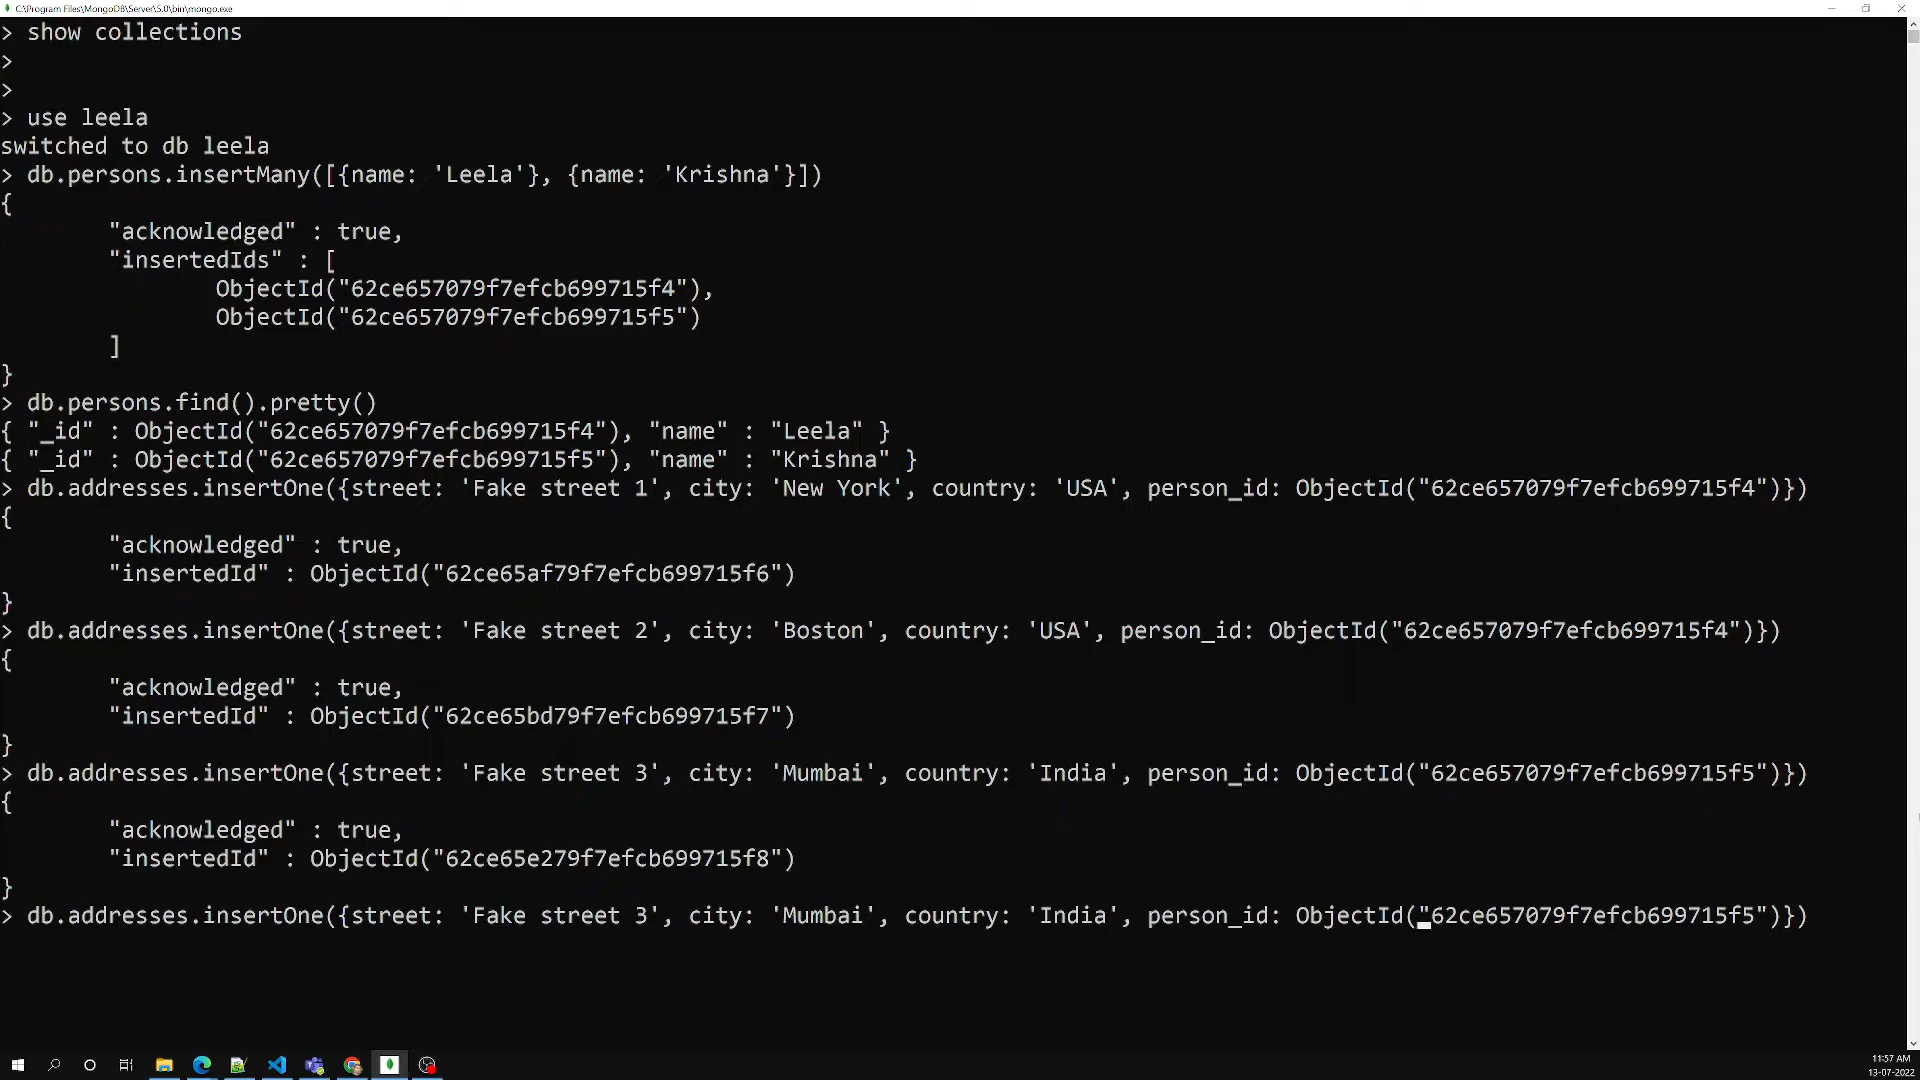 C:\Program Files\MongoDB\Server\5.0\bin\mongo.exe
> show collections
>
>
> use leela
switched to db leela
> db.persons.insertMany([{name: 'Leela'}, {name: 'Krishna'}])
{
"acknowledged" : true,
"insertedIds" : [
ObjectId("62ce657079f7efcb699715f4"),
ObjectId("62ce657079f7efcb699715f5")
]
}
> db.persons.find().pretty()
{ "_id" : ObjectId("62ce657079f7efcb699715f4"), "name" : "Leela" }
{ "_id" : ObjectId("62ce657079f7efcb699715f5"), "name" : "Krishna" }
> db.addresses.insertOne({street: 'Fake street 1', city: 'New York', country: 'USA', person_id: ObjectId("62ce657079f7efcb699715f4")})
{
"acknowledged" : true,
"insertedId" : ObjectId("62ce65af79f7efcb699715f6")
}
> db.addresses.insertOne({street: 'Fake street 2', city: 'Boston', country: 'USA', person_id: ObjectId("62ce657079f7efcb699715f4")})
{
"acknowledged" : true,
"insertedId" : ObjectId("62ce65bd79f7efcb699715f7")
}
> db.addresses.insertOne({street: 'Fake street 3', city: 'Mumbai', country: 'India', person_id: ObjectId("62ce657079f7efcb699715f5")})
{
"acknowledged" : true,
"insertedId" : ObjectId("62ce65e279f7efcb699715f8")
}
> db.addresses.insertOne({street: 'Fake street 3', city: 'Mumbai', country: 'India', person_id: ObjectId("62ce657079f7efcb699715f5")})
11:57 AM
13-07-2022